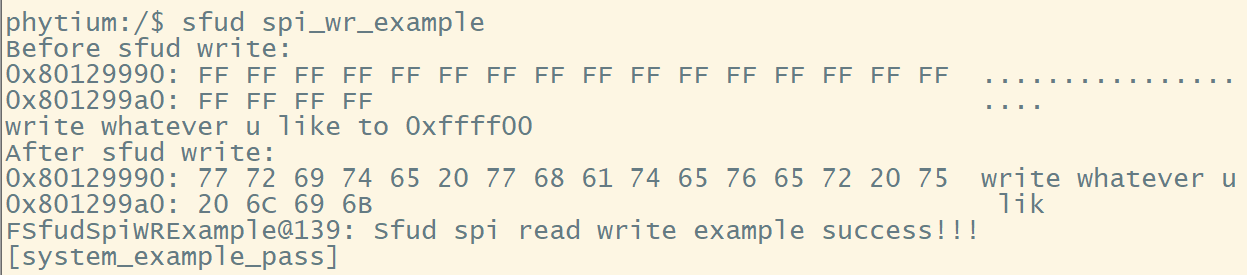 phytium:/$ sfud spi_wr_example
Before sfud write:
0x80129990: FF FF FF FF FF FF FF FF FF FF FF FF FF FF FF FF  ................
0x801299a0: FF FF FF FF                                      ....
write whatever u like to 0xffff00
After sfud write:
0x80129990: 77 72 69 74 65 20 77 68 61 74 65 76 65 72 20 75  write whatever u
0x801299a0: 20 6C 69 6B                                       lik
FSfudSpiWRExample@139: Sfud spi read write example success!!!
[system_example_pass]